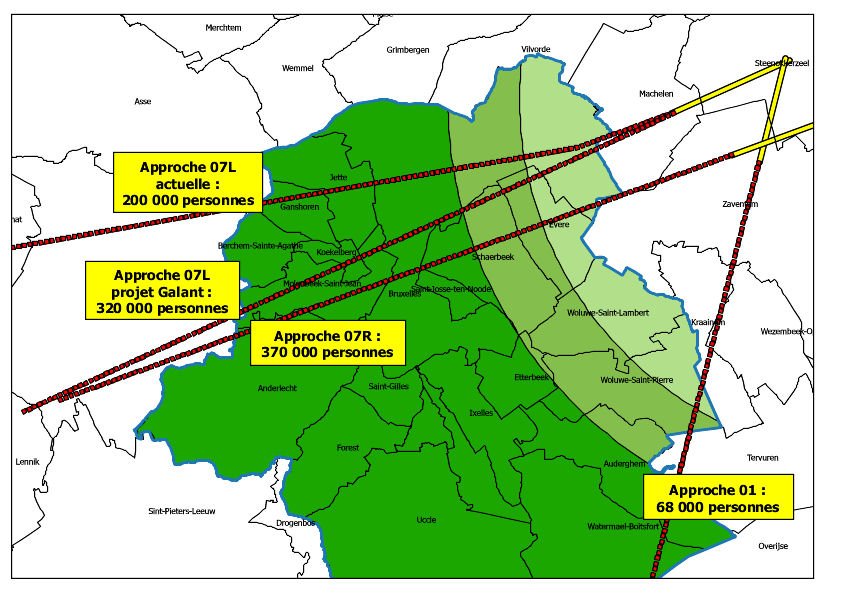 Merchtem
Grimbergen
Vilvorde
Wemmel
Steenokkerzeel
Asse
Machelen
Approche 07L
actuelle :
200 000 personnes
Jette
Ganshoren
Zaventem
nat
Evere
Berchem-Sainte-Agathe
Koekelberg
Schaerbeek
Approche 07L
projet Galant :
320 000 personnes
Molenbeek-Saint-Jean
Bruxelles
Saint-Josse-ten-Noode
Woluwe-Saint-Lambert
Kraainem
Wezembeek-O
Approche 07R :
370 000 personnes
Anderlecht
Saint-Gilles
Etterbeek
Woluwe-Saint-Pierre
Ixelles
Forest
Lennik
Auderghem
Tervuren
Approche 01 :
68 000 personnes
Sint-Pieters-Leeuw
Drogenbos
Uccle
Watermael-Boitsfort
Overijse